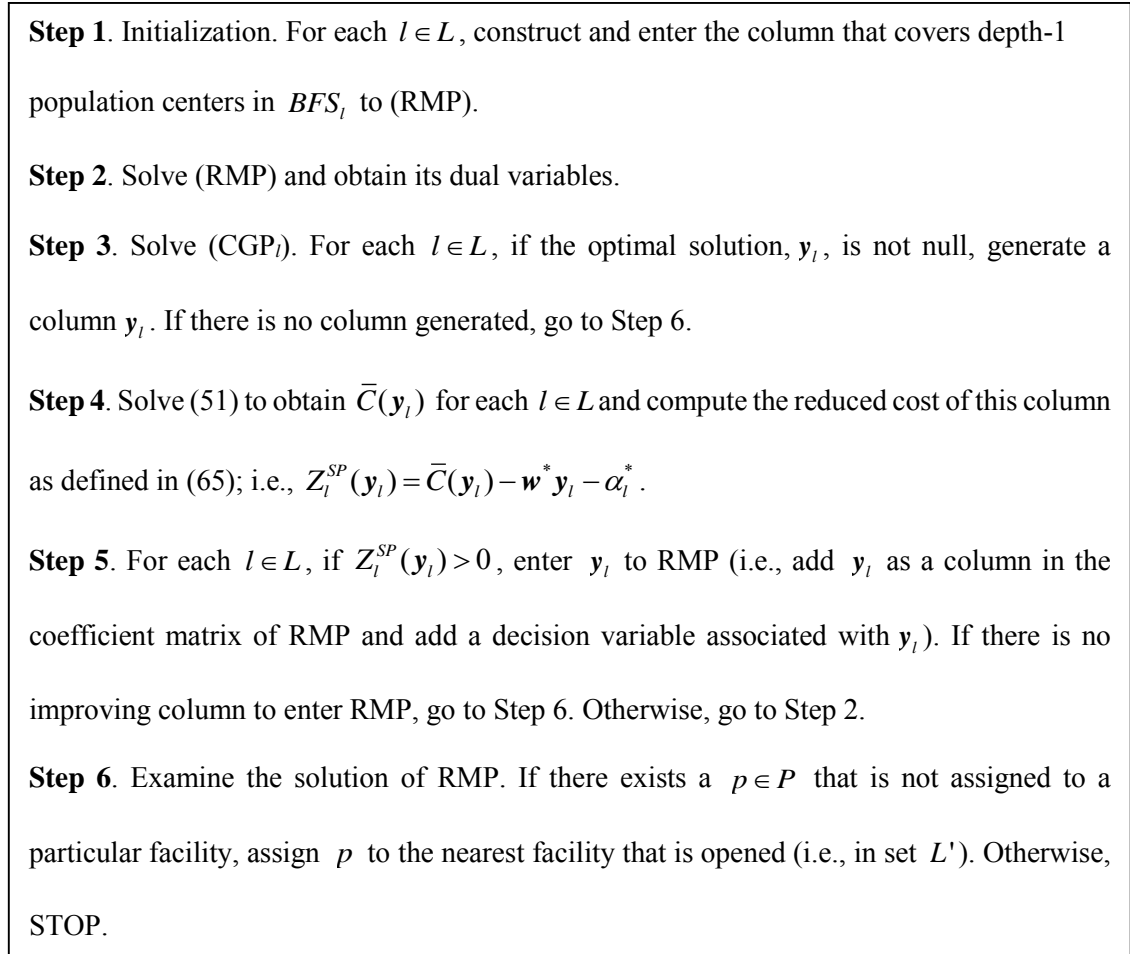 Step 1. Initialization. For each l ∈ L, construct and enter the column that covers depth-1
population centers in BFS_l to (RMP).
Step 2. Solve (RMP) and obtain its dual variables.
Step 3. Solve (CGP_l). For each l ∈ L, if the optimal solution, y_l, is not null, generate a
column y_l. If there is no column generated, go to Step 6.
Step 4. Solve (51) to obtain C̄(y_l) for each l ∈ L and compute the reduced cost of this column
as defined in (65); i.e., Z_l^{SP}(y_l) = C̄(y_l) − w^* y_l − α_l^*.
Step 5. For each l ∈ L, if Z_l^{SP}(y_l) > 0, enter y_l to RMP (i.e., add y_l as a column in the
coefficient matrix of RMP and add a decision variable associated with y_l). If there is no
improving column to enter RMP, go to Step 6. Otherwise, go to Step 2.
Step 6. Examine the solution of RMP. If there exists a p ∈ P that is not assigned to a
particular facility, assign p to the nearest facility that is opened (i.e., in set L'). Otherwise,
STOP.